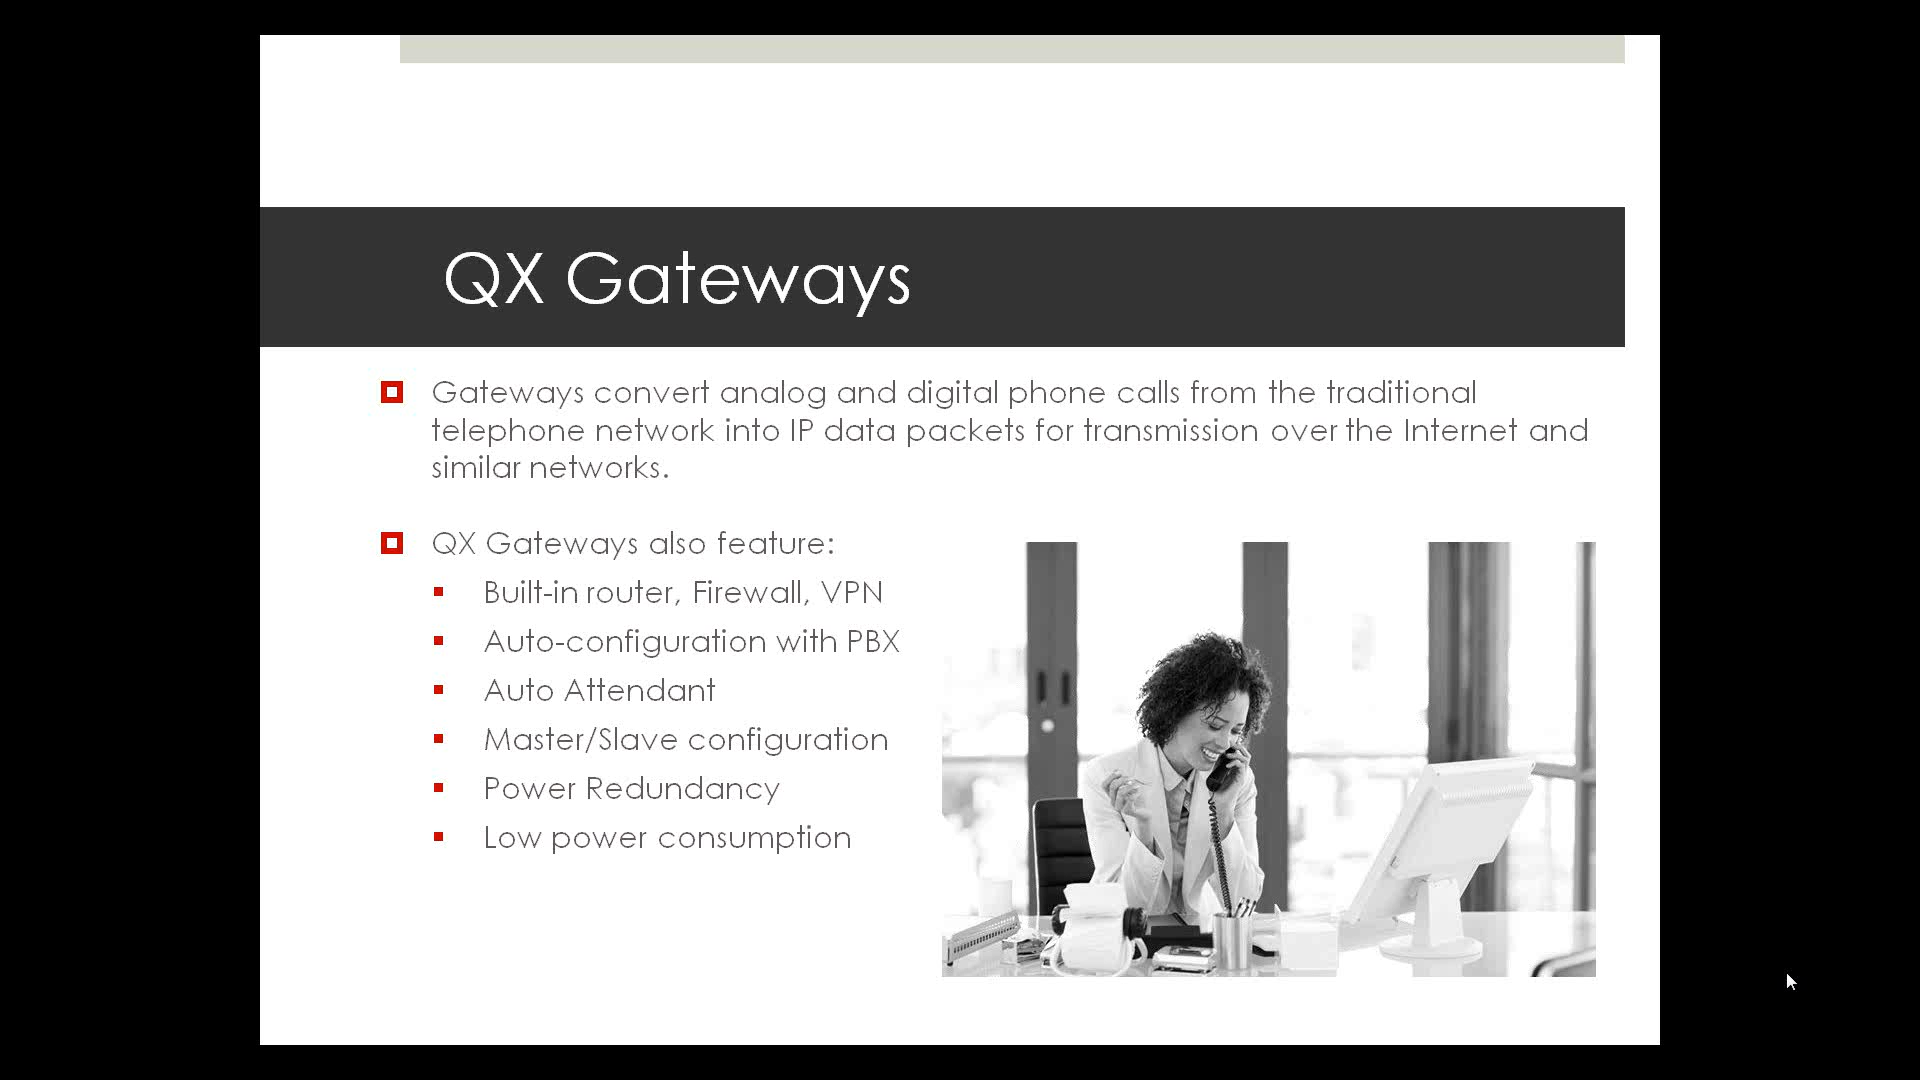 QX Gateways
Gateways convert analog and digital phone calls from the traditional
telephone network into IP data packets for transmission over the Internet and
similar networks.
QX Gateways also feature:
Built-in router, Firewall, VPN
Auto-configuration with PBX
Auto Attendant
Master/Slave configuration
Power Redundancy
Low power consumption